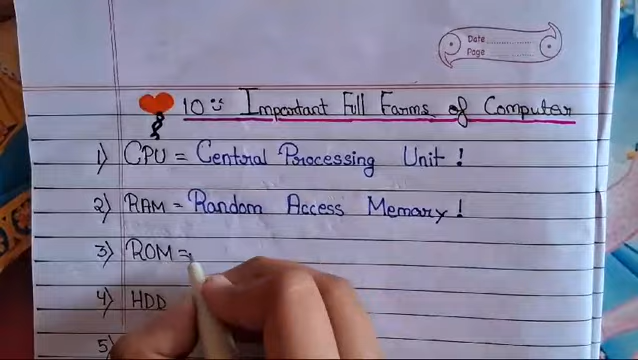 Date
Page
10 Important Full Farms of Computer
1) CPU = Central Processing Unit !
2) RAM = Random Access Memory !
3) ROM =
4) HDD
5)